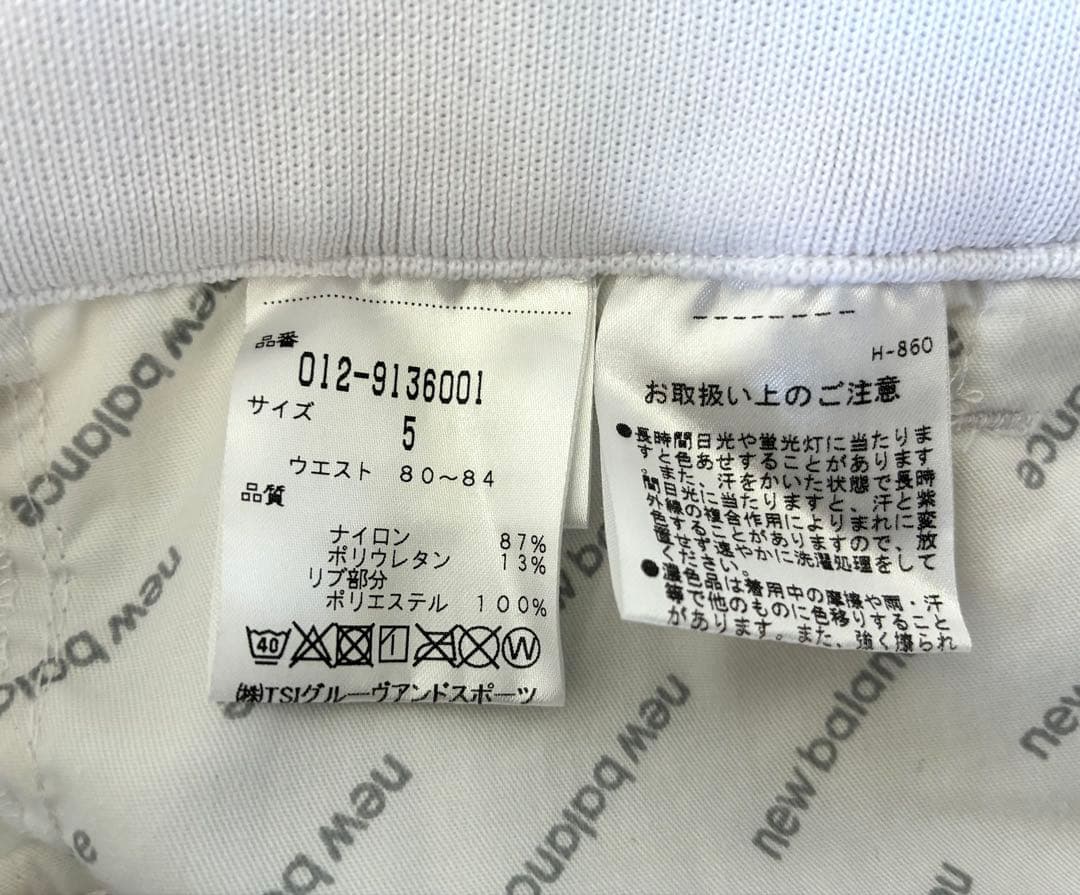 品番
012-9136001
サイズ
5
ウエスト 80～84
品質
ナイロン 87%
ポリウレタン 13%
リブ部分
ポリエステル 100%
40
W
(株)TSIグルーヴアンドスポーツ
H-860
お取扱い上のご注意
●長時間日光や蛍光灯に当たりま
すと色あせすることがあります
。また、汗をかいた状態で長時
間日光に当たりますと、汗と紫
外線の複合作用によりまれに変
色することがありますので、放
置せず速やかに洗濯処理をして
ください。
●濃色品は着用中の摩擦や雨・汗
等で他のものに色移りすること
があります。また、強く擦られ
new balance
new balance
new balance
new balance
new balance
new
new